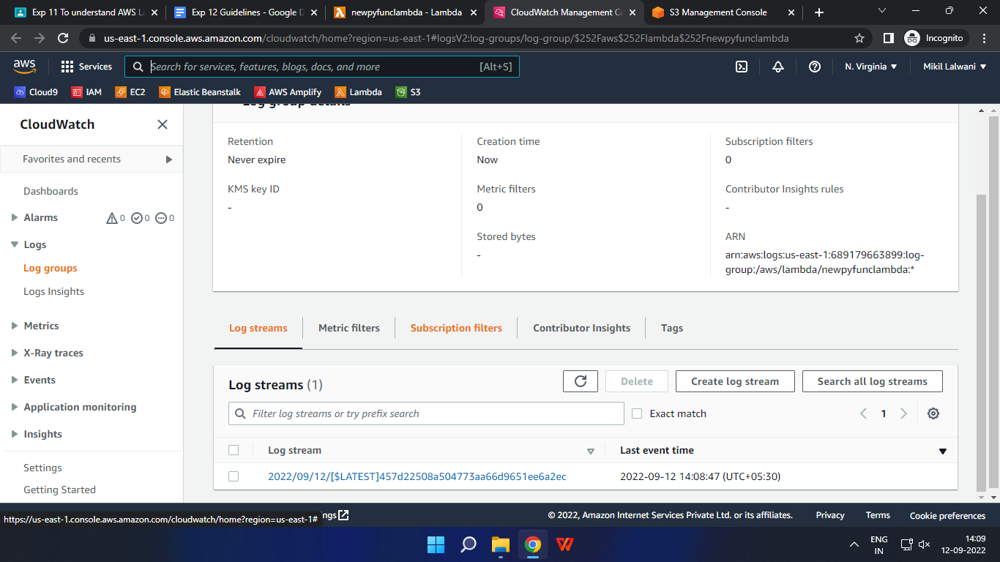 Exp 11 To understand AWS La
Exp 12 Guidelines - Google D
newpyfunclambda - Lambda
CloudWatch Management Co
S3 Management Console
us-east-1.console.aws.amazon.com/cloudwatch/home?region=us-east-1#logsV2:log-groups/log-group/$252Faws$252Flambda$252Fnewpyfunclambda
Incognito
aws
Services
Search for services, features, blogs, docs, and more
[Alt+S]
N. Virginia
Mikil Lalwani
Cloud9
IAM
EC2
Elastic Beanstalk
AWS Amplify
Lambda
S3
CloudWatch
Favorites and recents
Dashboards
Alarms
0
0
0
Logs
Log groups
Logs Insights
Metrics
X-Ray traces
Events
Application monitoring
Insights
Settings
Getting Started
Log group details
Retention
Never expire
KMS key ID
-
Creation time
Now
Metric filters
0
Stored bytes
-
Subscription filters
0
Contributor Insights rules
-
ARN
arn:aws:logs:us-east-1:689179663899:log-
group:/aws/lambda/newpyfunclambda:*
Log streams
Metric filters
Subscription filters
Contributor Insights
Tags
Log streams (1)
Delete
Create log stream
Search all log streams
Filter log streams or try prefix search
Exact match
1
Log stream
Last event time
2022/09/12/[$LATEST]457d22508a504773aa66d9651ee6a2ec
2022-09-12 14:08:47 (UTC+05:30)
https://us-east-1.console.aws.amazon.com/cloudwatch/home?region=us-east-1#
ngs
© 2022, Amazon Internet Services Private Ltd. or its affiliates.
Privacy
Terms
Cookie preferences
ENG
IN
14:09
12-09-2022